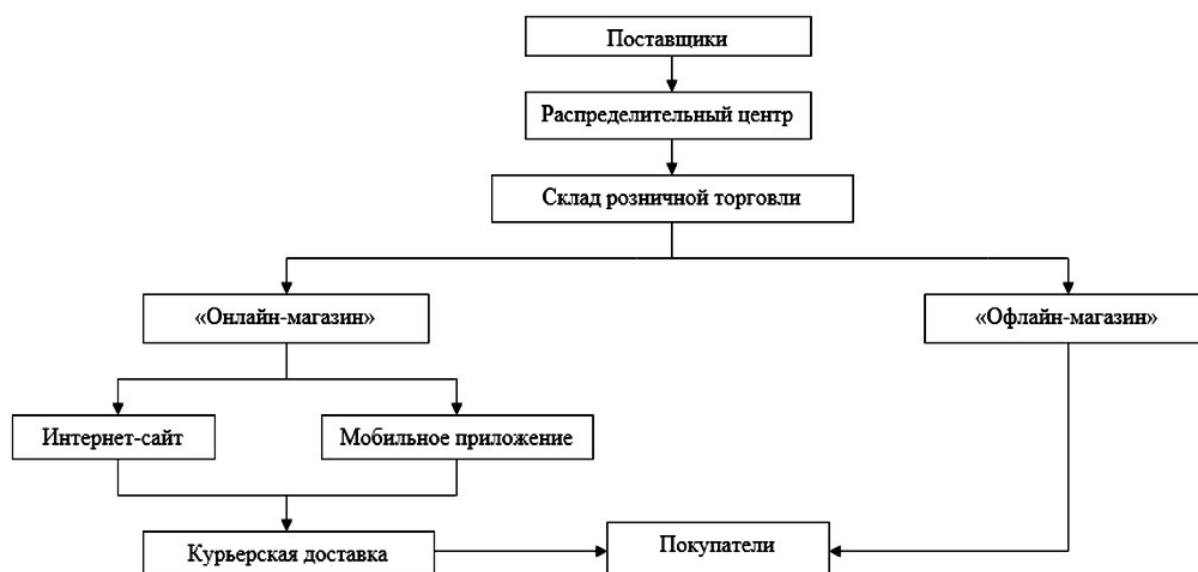 Поставщики
Распределительный центр
Склад розничной торговли
«Онлайн-магазин»
«Офлайн-магазин»
Интернет-сайт
Мобильное приложение
Курьерская доставка
Покупатели